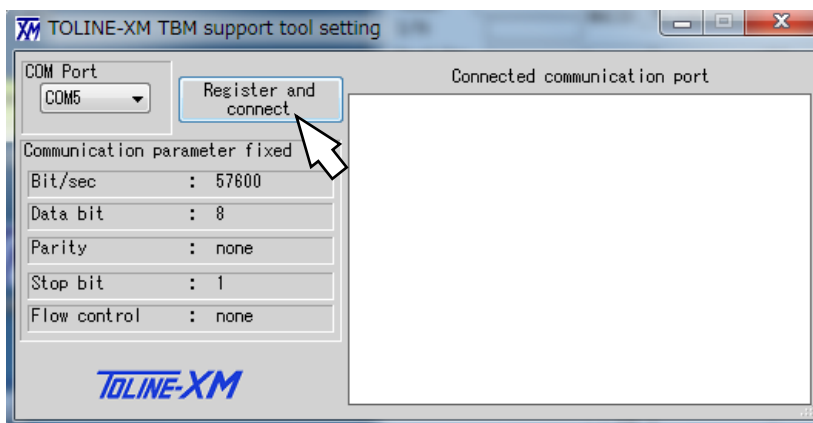 XM TOLINE-XM TBM support tool setting
COM Port
COM5
Register and
connect
Connected communication port
Communication parameter fixed
Bit/sec : 57600
Data bit : 8
Parity : none
Stop bit : 1
Flow control : none
TOLINE-XM